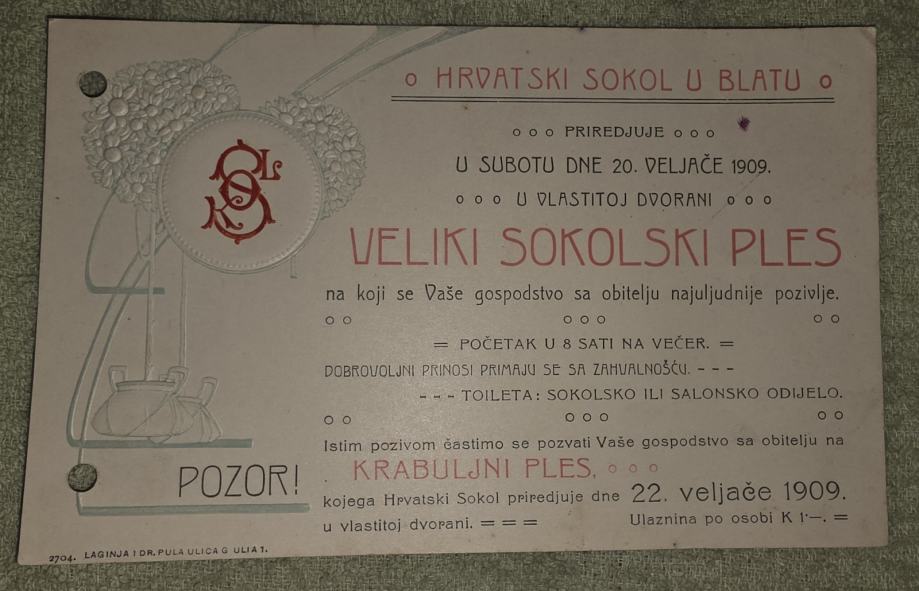 HRVATSKI SOKOL U BLATU
PRIREDJUJE
U SUBOTU DNE 20. VELJAČE 1909.
U VLASTITOJ DVORANI
VELIKI SOKOLSKI PLES
na koji se Vaše gospodstvo sa obitelju najuljudnije pozivlje.
= POČETAK U 8 SATI NA VEČER. =
DOBROVOLJNI PRINOSI PRIMAJU SE SA ZAHVALNOŠĆU. - - -
- - - TOILETA: SOKOLSKO ILI SALONSKO ODIJELO.
Istim pozivom častimo se pozvati Vaše gospodstvo sa obitelju na
KRABULJNI PLES,
kojega Hrvatski Sokol priredjuje dne 22. veljače 1909.
u vlastitoj dvorani. = = = Ulaznina po osobi K 1·—. =
POZOR!
2704. LAGINJA I DR. PULA ULICA G ULIA 1.